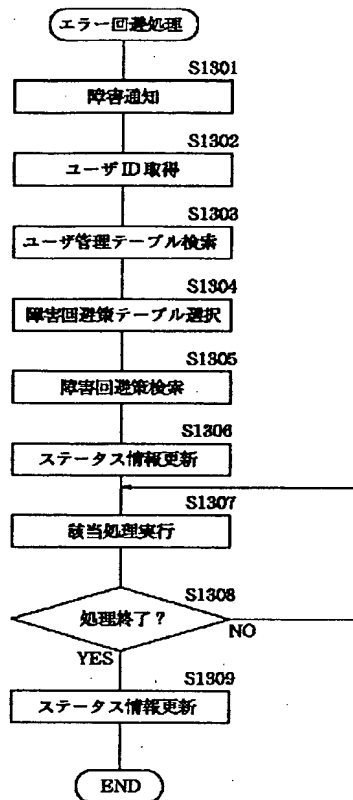 エラー回避処理
S1301
障害通知
S1302
ユーザID取得
S1303
ユーザ管理テーブル検索
S1304
障害回避策テーブル選択
S1305
障害回避策検索
S1306
ステータス情報更新
S1307
該当処理実行
S1308
処理終了？
NO
YES
S1309
ステータス情報更新
END